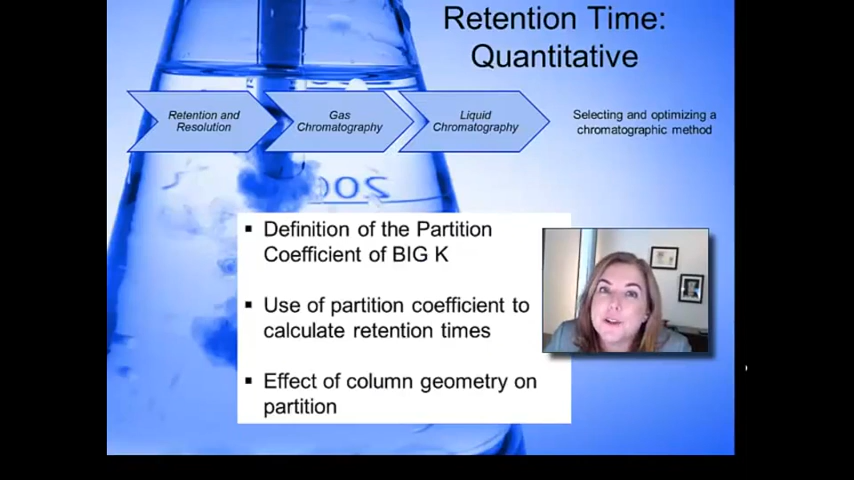 Retention Time:
Quantitative
Retention and
Resolution
Gas
Chromatography
Liquid
Chromatography
Selecting and optimizing a
chromatographic method
200
▪ Definition of the Partition
Coefficient of BIG K
▪ Use of partition coefficient to
calculate retention times
▪ Effect of column geometry on
partition